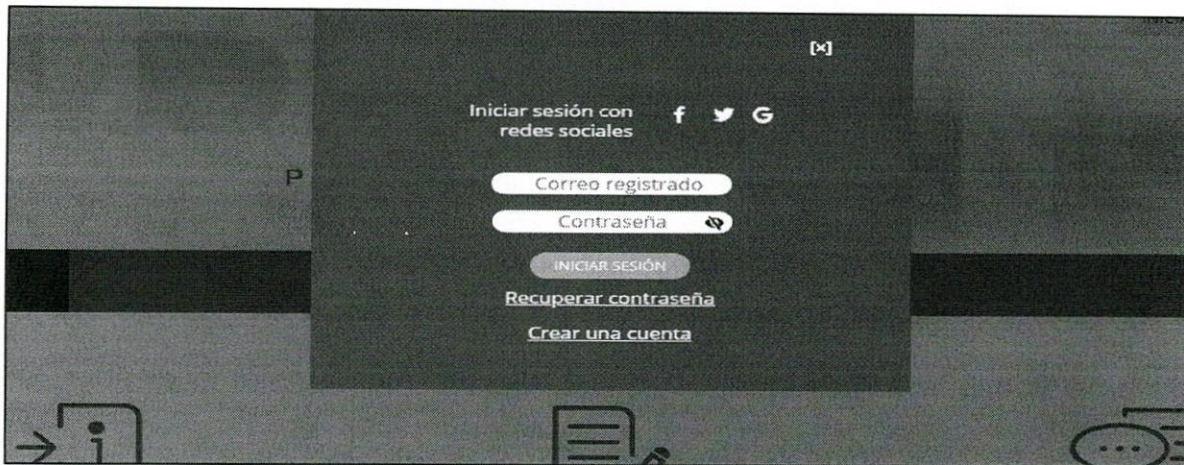 [×]
Iniciar sesión con
redes sociales
f G
P
Correo registrado
Contraseña
INICIAR SESIÓN
Recuperar contraseña
Crear una cuenta